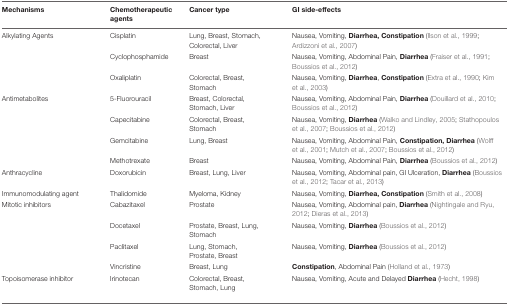 Mechanisms Chemotherapeutic agents Cancer type GI side-effects
Alkylating Agents Cisplatin Lung, Breast, Stomach, Colorectal, Liver Nausea, Vomiting, Diarrhea, Constipation (Ilson et al., 1999; Ardizzoni et al., 2007)
Cyclophosphamide Breast Nausea, Vomiting, Abdominal Pain, Diarrhea (Fraiser et al., 1991; Boussios et al., 2012)
Oxaliplatin Colorectal, Breast, Stomach Nausea, Vomiting, Diarrhea, Constipation (Extra et al., 1990; Kim et al., 2003)
Antimetabolites 5-Fluorouracil Breast, Colorectal, Stomach, Liver Nausea, Vomiting, Abdominal Pain, Diarrhea (Douillard et al., 2010; Boussios et al., 2012)
Capecitabine Colorectal, Breast, Stomach Nausea, Vomiting, Diarrhea (Walko and Lindley, 2005; Stathopoulos et al., 2007; Boussios et al., 2012)
Gemcitabine Lung, Breast Nausea, Vomiting, Abdominal Pain, Constipation, Diarrhea (Wolff et al., 2001; Mutch et al., 2007; Boussios et al., 2012)
Methotrexate Breast Nausea, Vomiting, Abdominal Pain, Diarrhea (Boussios et al., 2012)
Anthracycline Doxorubicin Breast, Lung, Liver Nausea, Vomiting, Abdominal pain, GI Ulceration, Diarrhea (Boussios et al., 2012; Tacar et al., 2013)
Immunomodulating agent Thalidomide Myeloma, Kidney Nausea, Vomiting, Diarrhea, Constipation (Smith et al., 2008)
Mitotic inhibitors Cabazitaxel Prostate Nausea, Vomiting, Abdominal pain, Diarrhea (Nightingale and Ryu, 2012; Dieras et al., 2013)
Docetaxel Prostate, Breast, Lung, Stomach Nausea, Vomiting, Diarrhea (Boussios et al., 2012)
Paclitaxel Lung, Stomach, Prostate, Breast Nausea, Vomiting, Diarrhea (Boussios et al., 2012)
Vincristine Breast, Lung Constipation, Abdominal Pain (Holland et al., 1973)
Topoisomerase inhibitor Irinotecan Colorectal, Breast, Stomach, Lung Nausea, Vomiting, Acute and Delayed Diarrhea (Hecht, 1998)